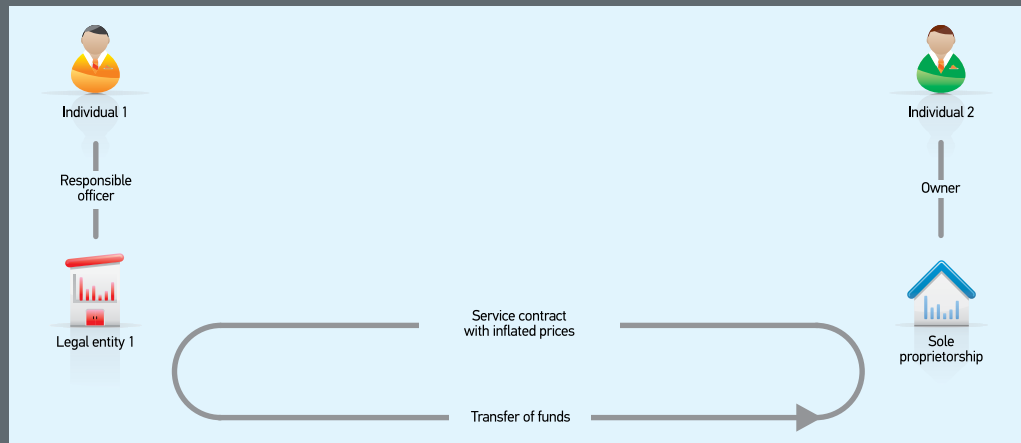 Individual 1
Individual 2
Responsible
officer
Owner
Service contract
with inflated prices
Legal entity 1
Sole
proprietorship
Transfer of funds